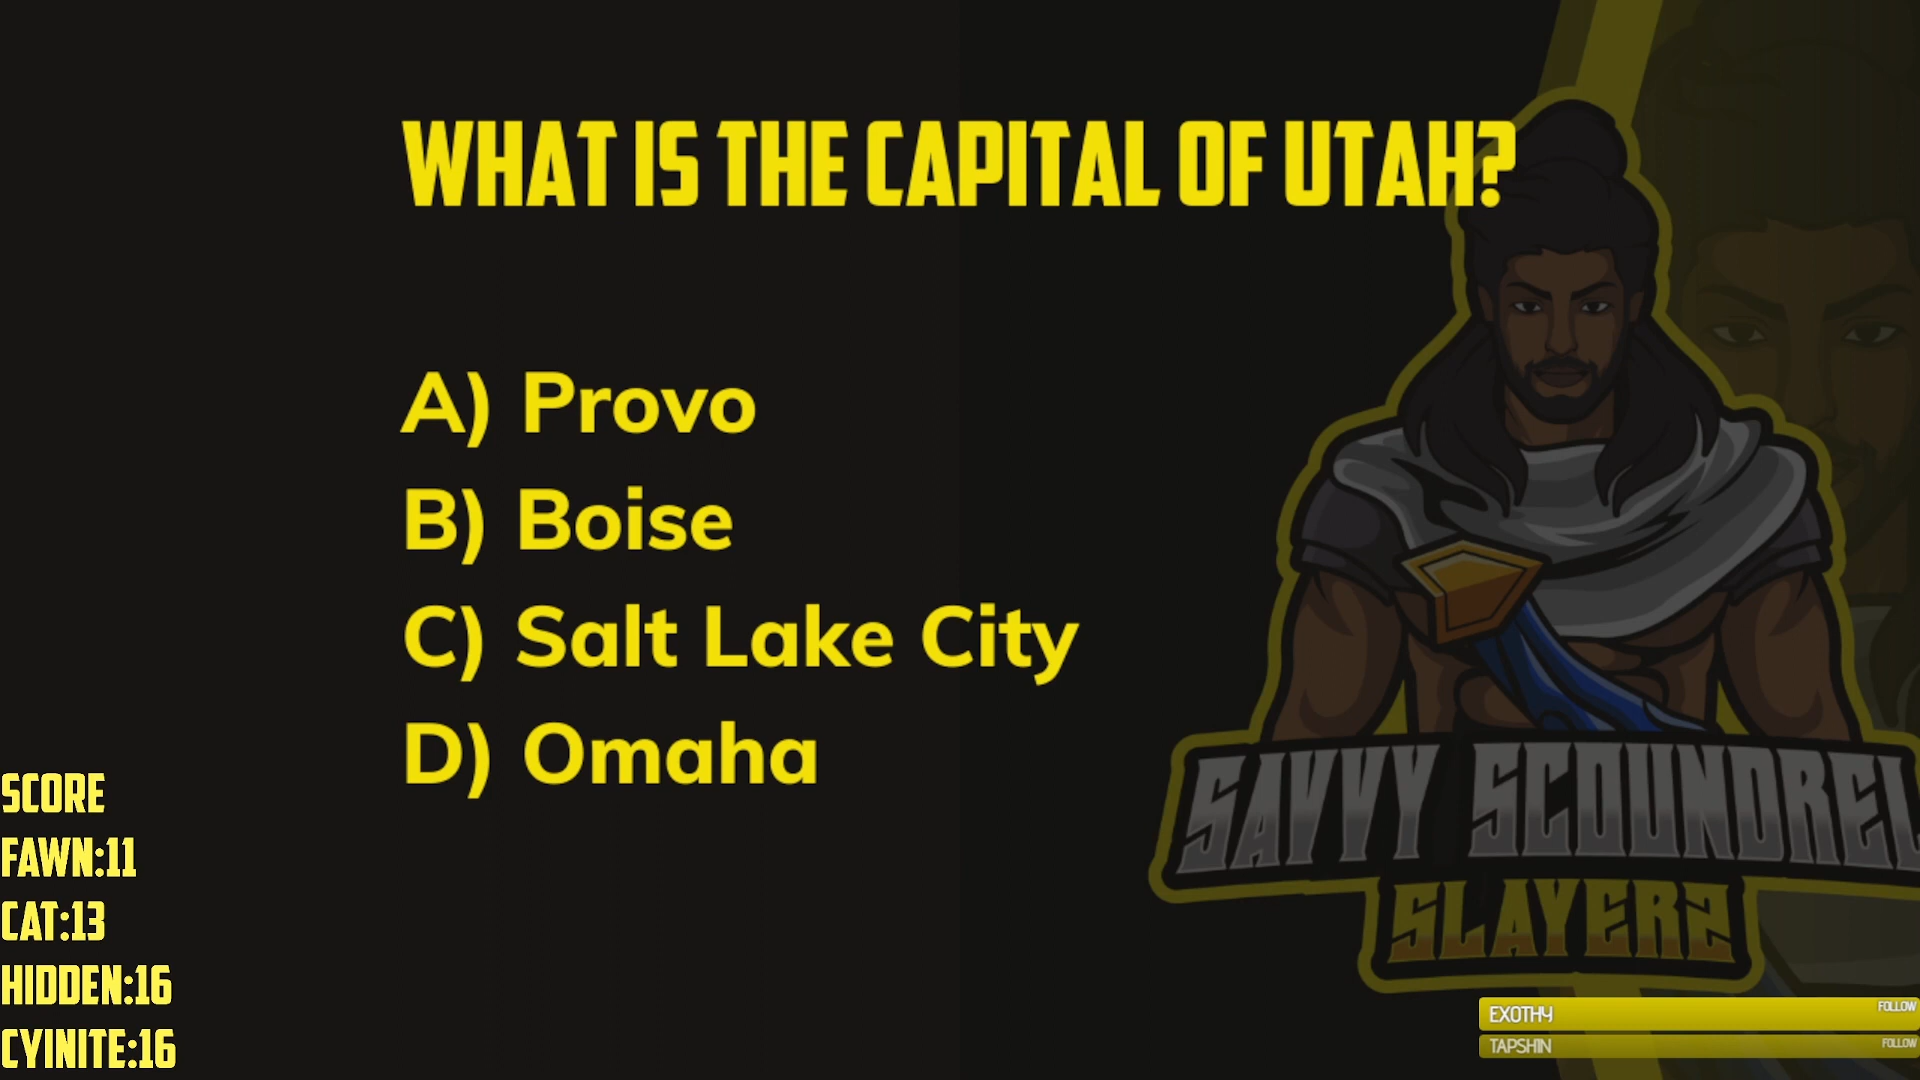 WHAT IS THE CAPITAL OF UTAH?
A) Provo
B) Boise
C) Salt Lake City
D) Omaha
SCORE
FAWN:11
CAT:13
HIDDEN:16
CYINITE:16
SAVVY SCOUNDREL
SLAYERZ
EXOTHY FOLLOW
TAPSHIN FOLLOW